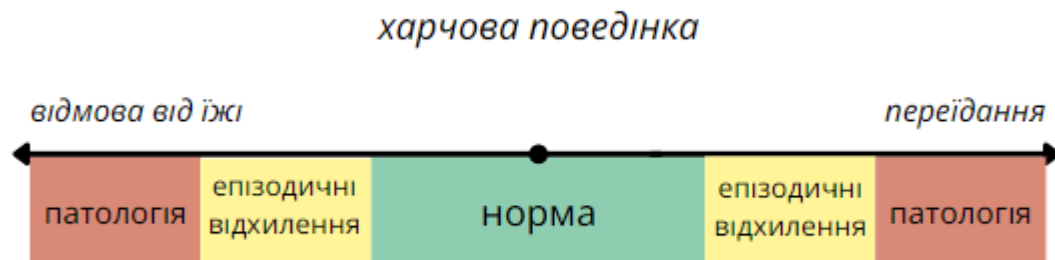 харчова поведінка
відмова від їжі
переїдання
патологія
епізодичні
відхилення
норма
епізодичні
відхилення
патологія